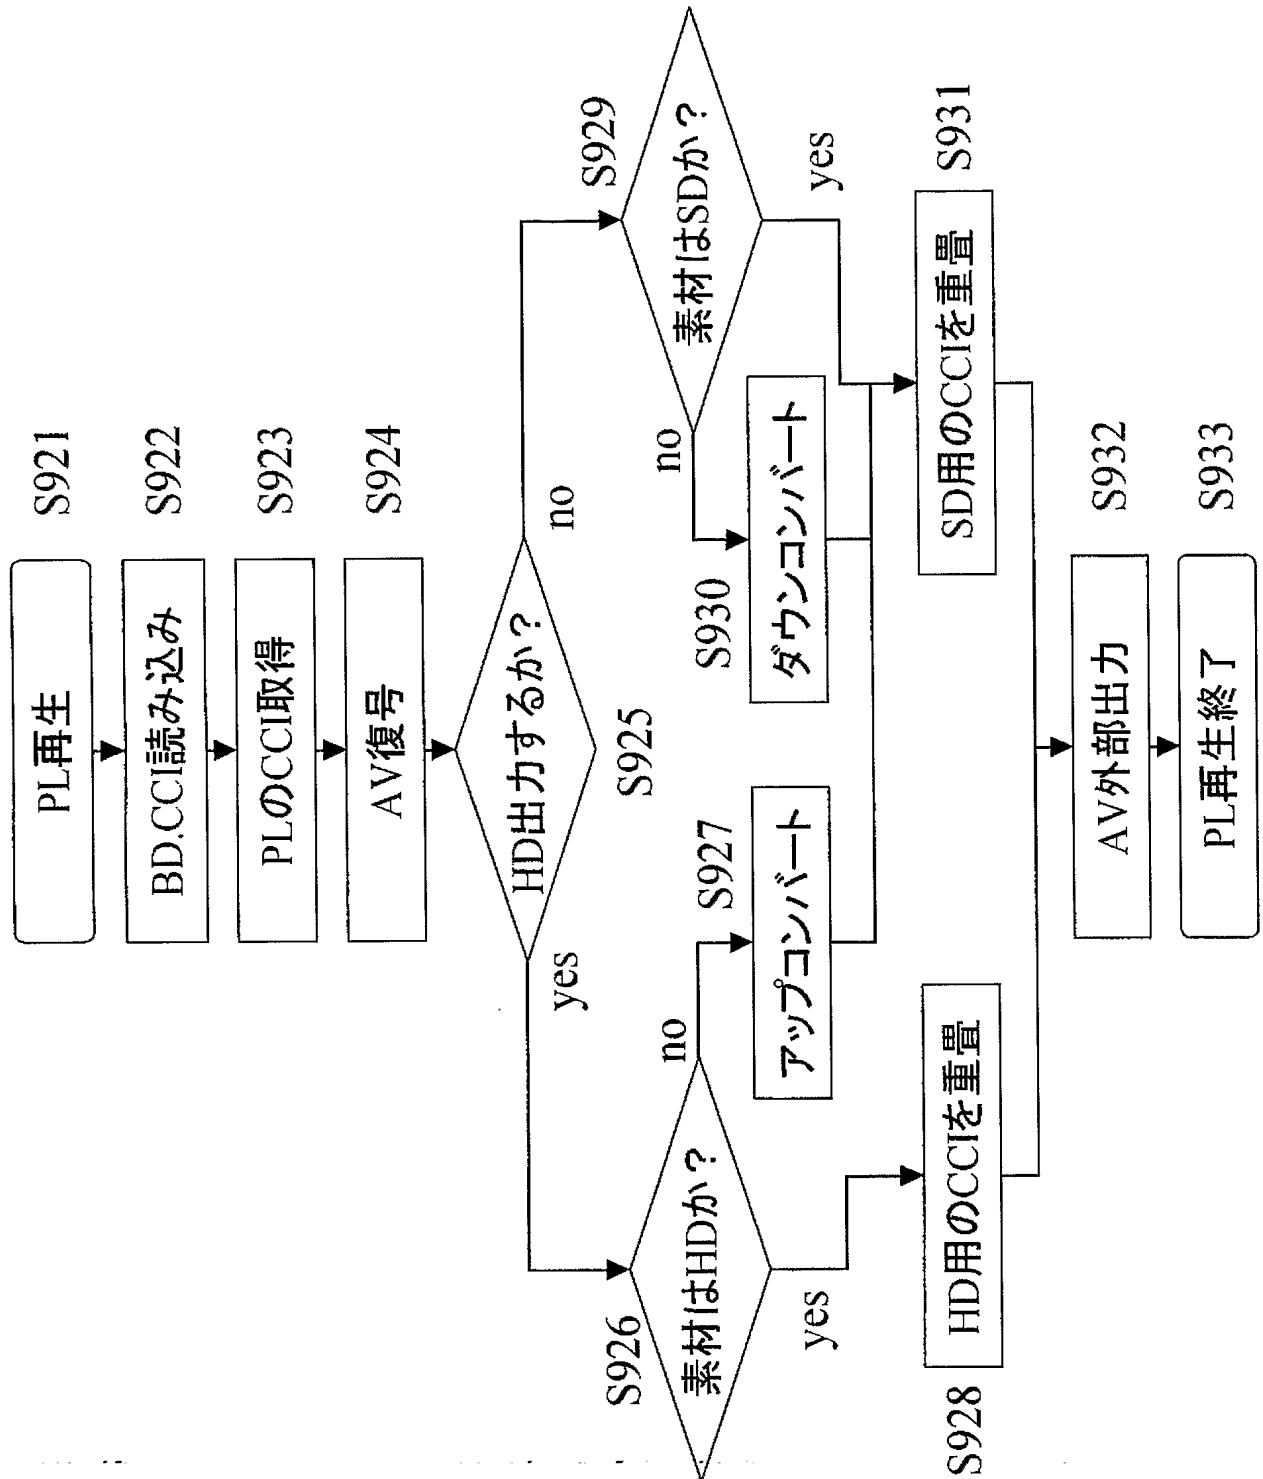 PL再生
S921
BD.CCI読み込み
S922
PLのCCI取得
S923
AV復号
S924
HD出力するか？
S925
yes
no
S926
素材はHDか？
no
yes
S927
アップコンバート
S929
素材はSDか？
no
yes
S930
ダウンコンバート
S928
HD用のCCIを重畳
SD用のCCIを重畳
S931
AV外部出力
S932
PL再生終了
S933